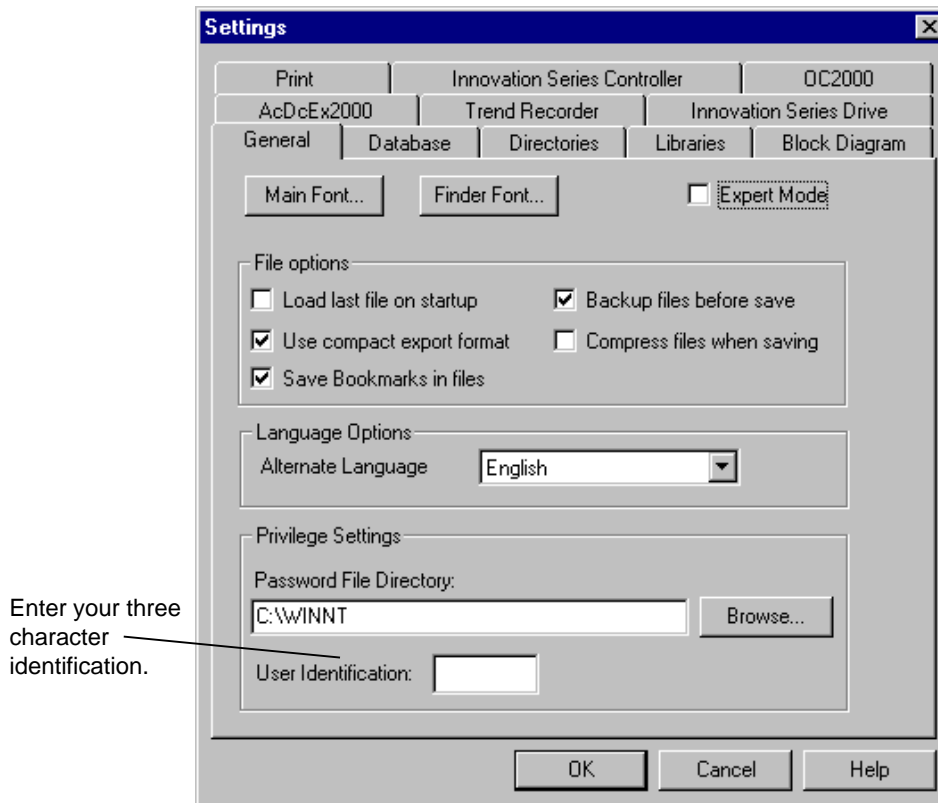 Settings
Print Innovation Series Controller OC2000
AcDcEx2000 Trend Recorder Innovation Series Drive
General Database Directories Libraries Block Diagram
Main Font... Finder Font... Expert Mode
File options
Load last file on startup Backup files before save
Use compact export format Compress files when saving
Save Bookmarks in files
Language Options
Alternate Language English
Privilege Settings
Password File Directory:
C:\WINNT Browse...
Enter your three
character
identification.
User Identification:
OK Cancel Help